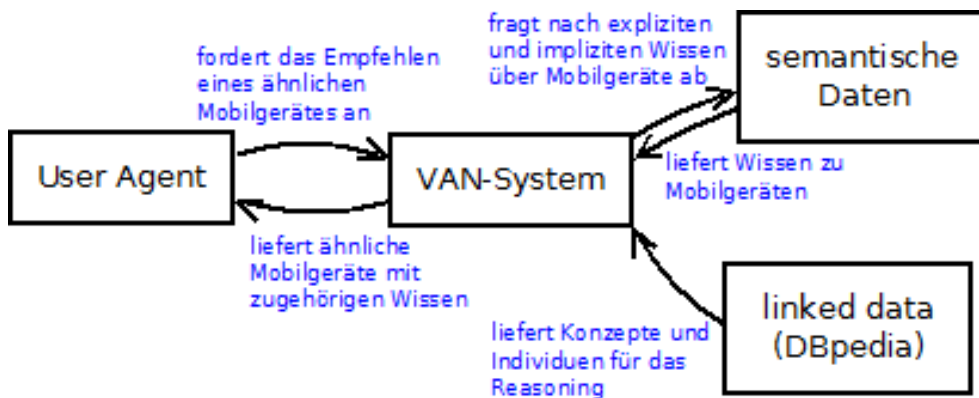 fordert das Empfehlen
eines ähnlichen
Mobilgerätes an
User Agent
liefert ähnliche
Mobilgeräte mit
zugehörigen Wissen
VAN-System
fragt nach expliziten
und impliziten Wissen
über Mobilgeräte ab
semantische
Daten
liefert Wissen zu
Mobilgeräten
liefert Konzepte und
Individuen für das
Reasoning
linked data
(DBpedia)